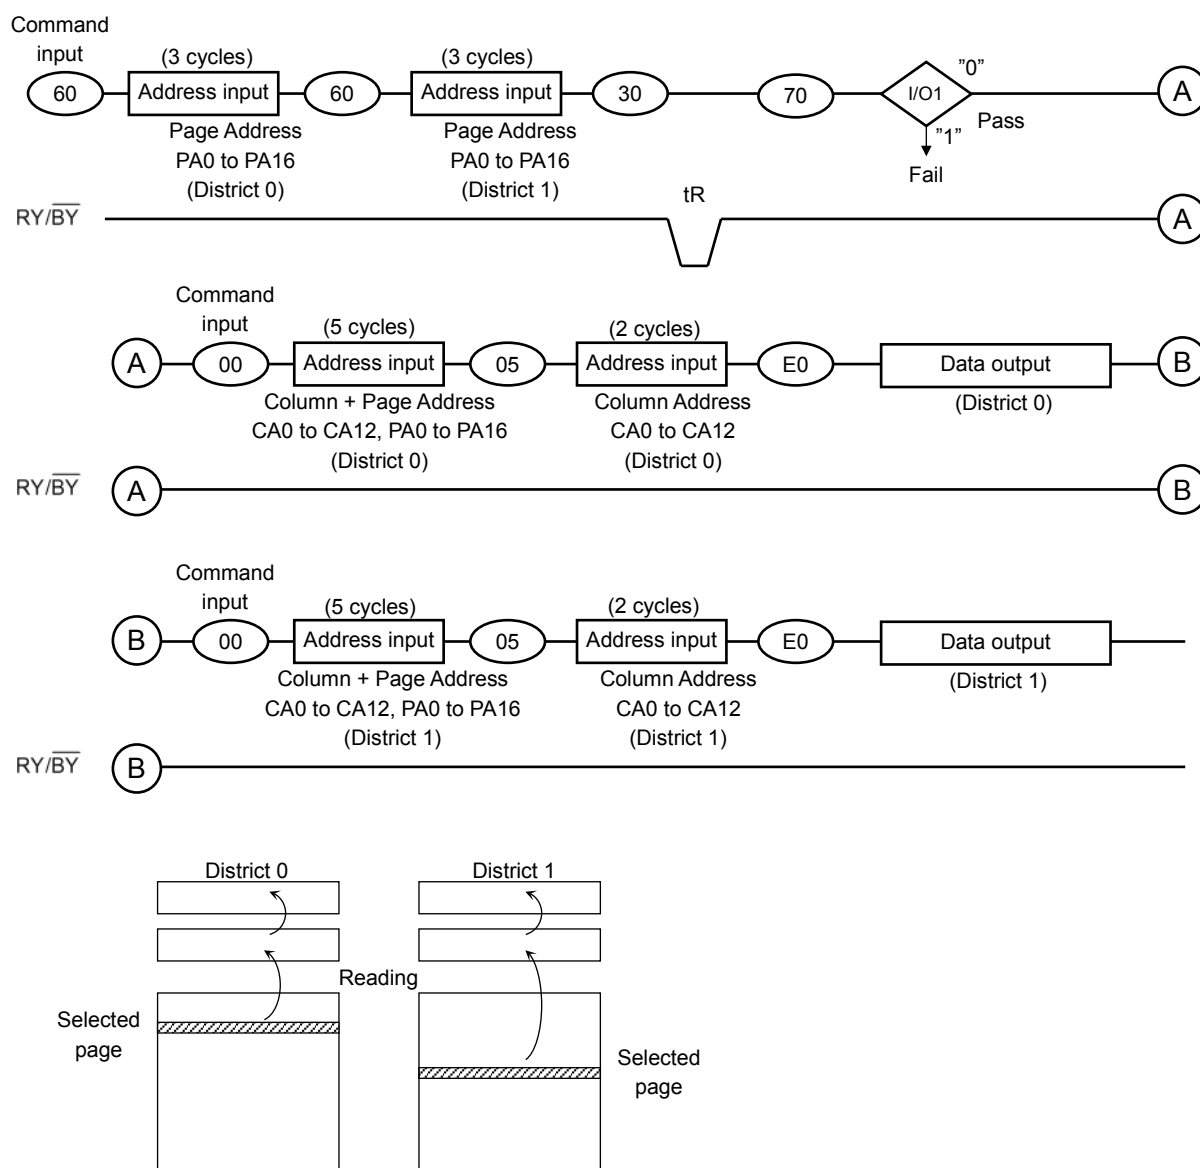 Command
input
(3 cycles)
(3 cycles)
60
Address input
60
Address input
30
70
I/O1
"0"
A
Page Address
PA0 to PA16
(District 0)
Page Address
PA0 to PA16
(District 1)
"1"
Pass
Fail
tR
RY/B̅Y̅
A
Command
input
(5 cycles)
(2 cycles)
A
00
Address input
05
Address input
E0
Data output
B
Column + Page Address
CA0 to CA12, PA0 to PA16
(District 0)
Column Address
CA0 to CA12
(District 0)
(District 0)
RY/B̅Y̅
A
B
Command
input
(5 cycles)
(2 cycles)
B
00
Address input
05
Address input
E0
Data output
Column + Page Address
CA0 to CA12, PA0 to PA16
(District 1)
Column Address
CA0 to CA12
(District 1)
(District 1)
RY/B̅Y̅
B
District 0
District 1
Reading
Selected
page
Selected
page